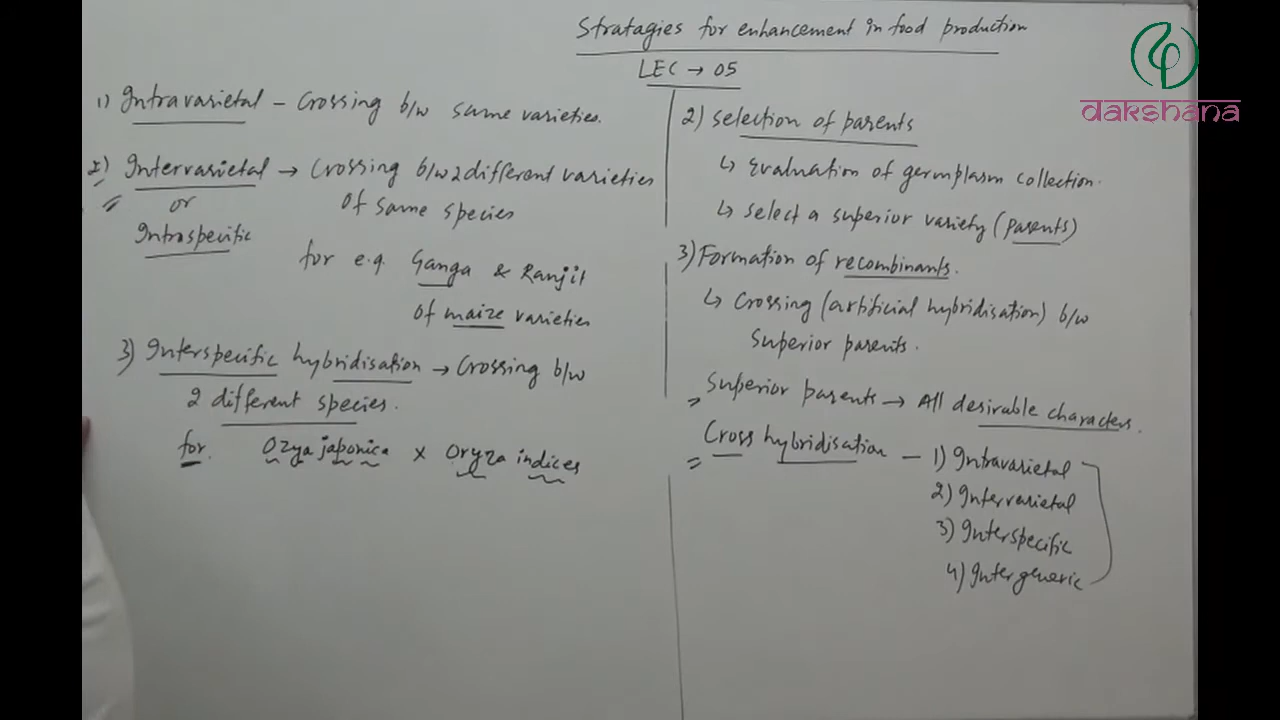 Stratagies for enhancement in food production
LEC → 05
dakshana
1) Intravarietal - Crossing b/w same varieties.
2) Intervarietal → Crossing b/w 2 different varieties
or of same species
Intraspecific
for e.g. Ganga & Ranjit
of maize varieties
3) Interspecific hybridisation → Crossing b/w
2 different species.
for. Ozya japonica × Oryza indices
2) Selection of parents
↳ Evaluation of germplasm collection.
↳ select a superior variety (parents)
3) Formation of recombinants.
↳ Crossing (artificial hybridisation) b/w
Superior parents.
Superior parents → All desirable characters.
Cross hybridisation - 1) Intravarietal
2) Intervarietal
3) Interspecific
4) Intergeneric